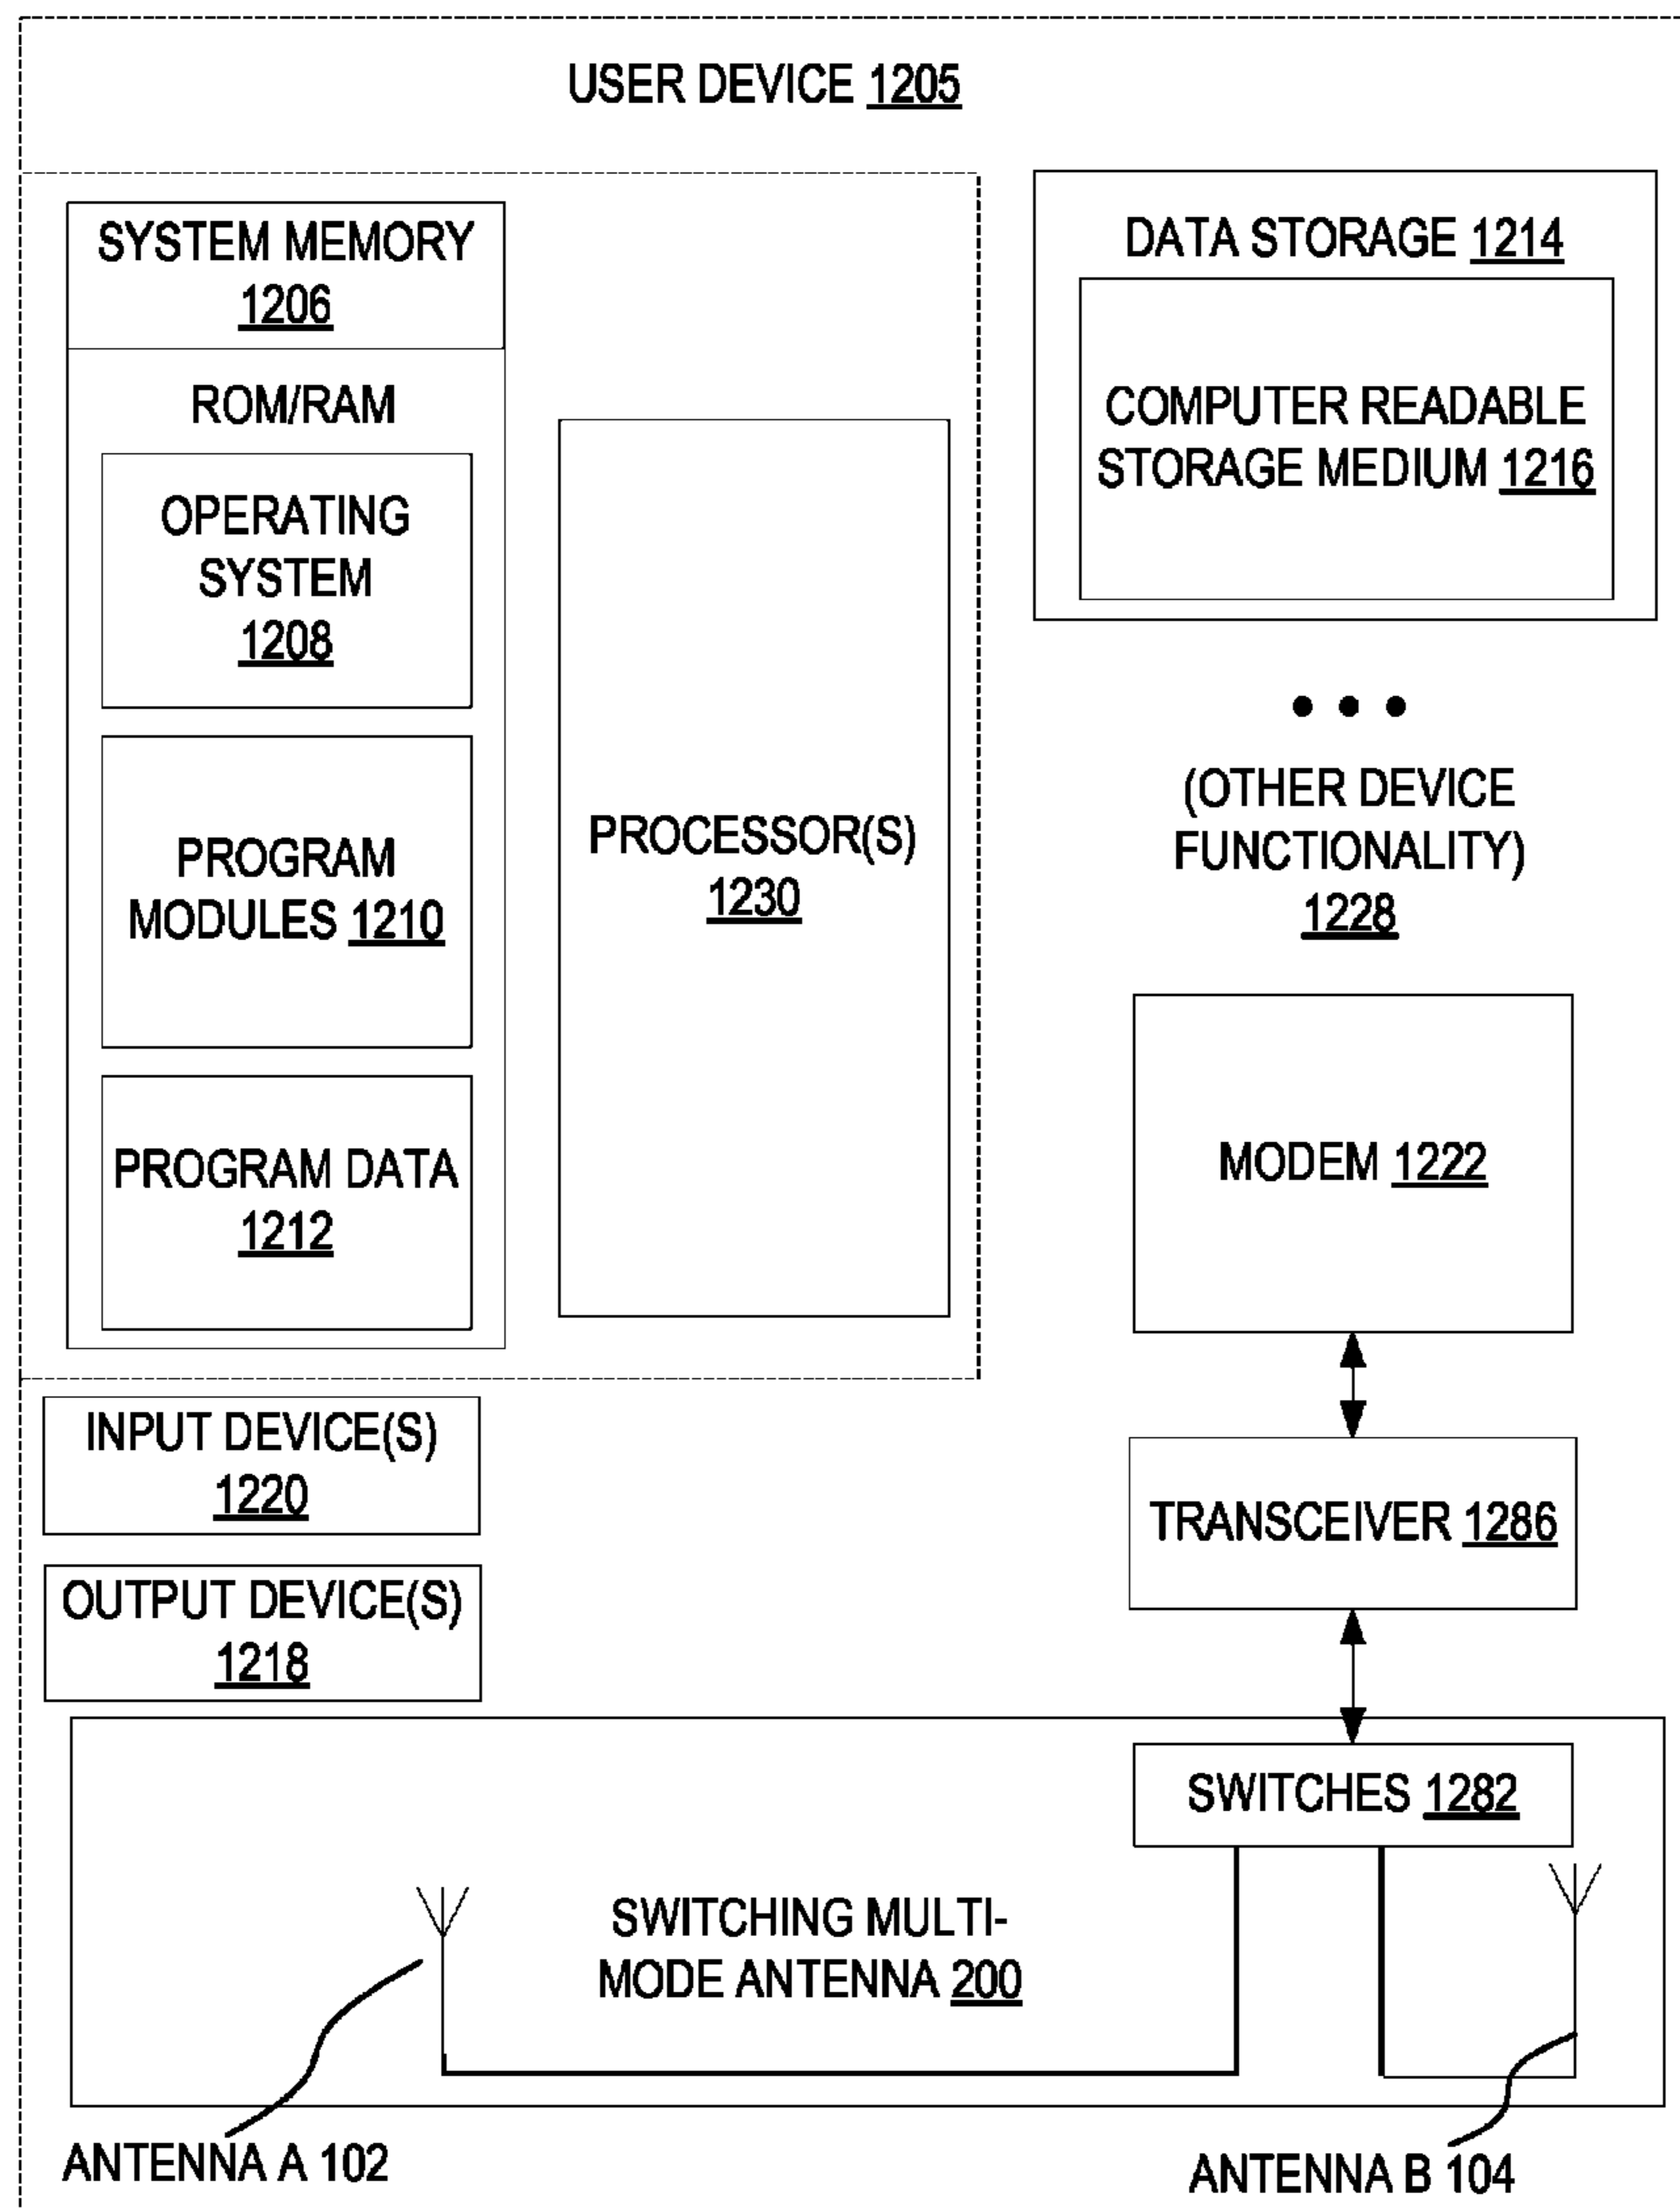 USER DEVICE 1205
SYSTEM MEMORY
1206
ROM/RAM
OPERATING
SYSTEM
1208
PROGRAM
MODULES 1210
PROGRAM DATA
1212
PROCESSOR(S)
1230
DATA STORAGE 1214
COMPUTER READABLE
STORAGE MEDIUM 1216
(OTHER DEVICE
FUNCTIONALITY)
1228
MODEM 1222
INPUT DEVICE(S)
1220
TRANSCEIVER 1286
OUTPUT DEVICE(S)
1218
SWITCHES 1282
SWITCHING MULTI-
MODE ANTENNA 200
ANTENNA A 102
ANTENNA B 104